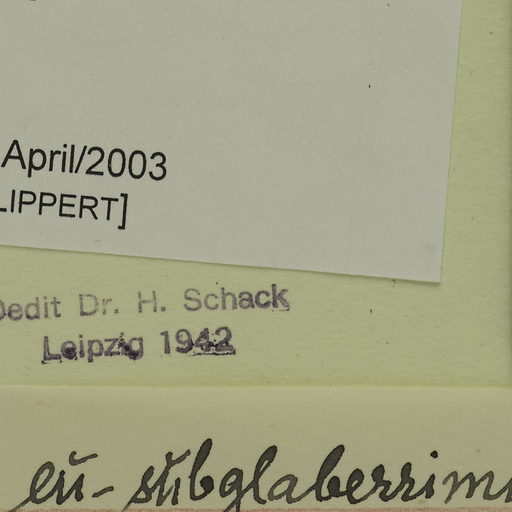 April/2003
LIPPERT]
Dedit Dr. H. Schack
Leipzig 1942
eu-subglaberrim